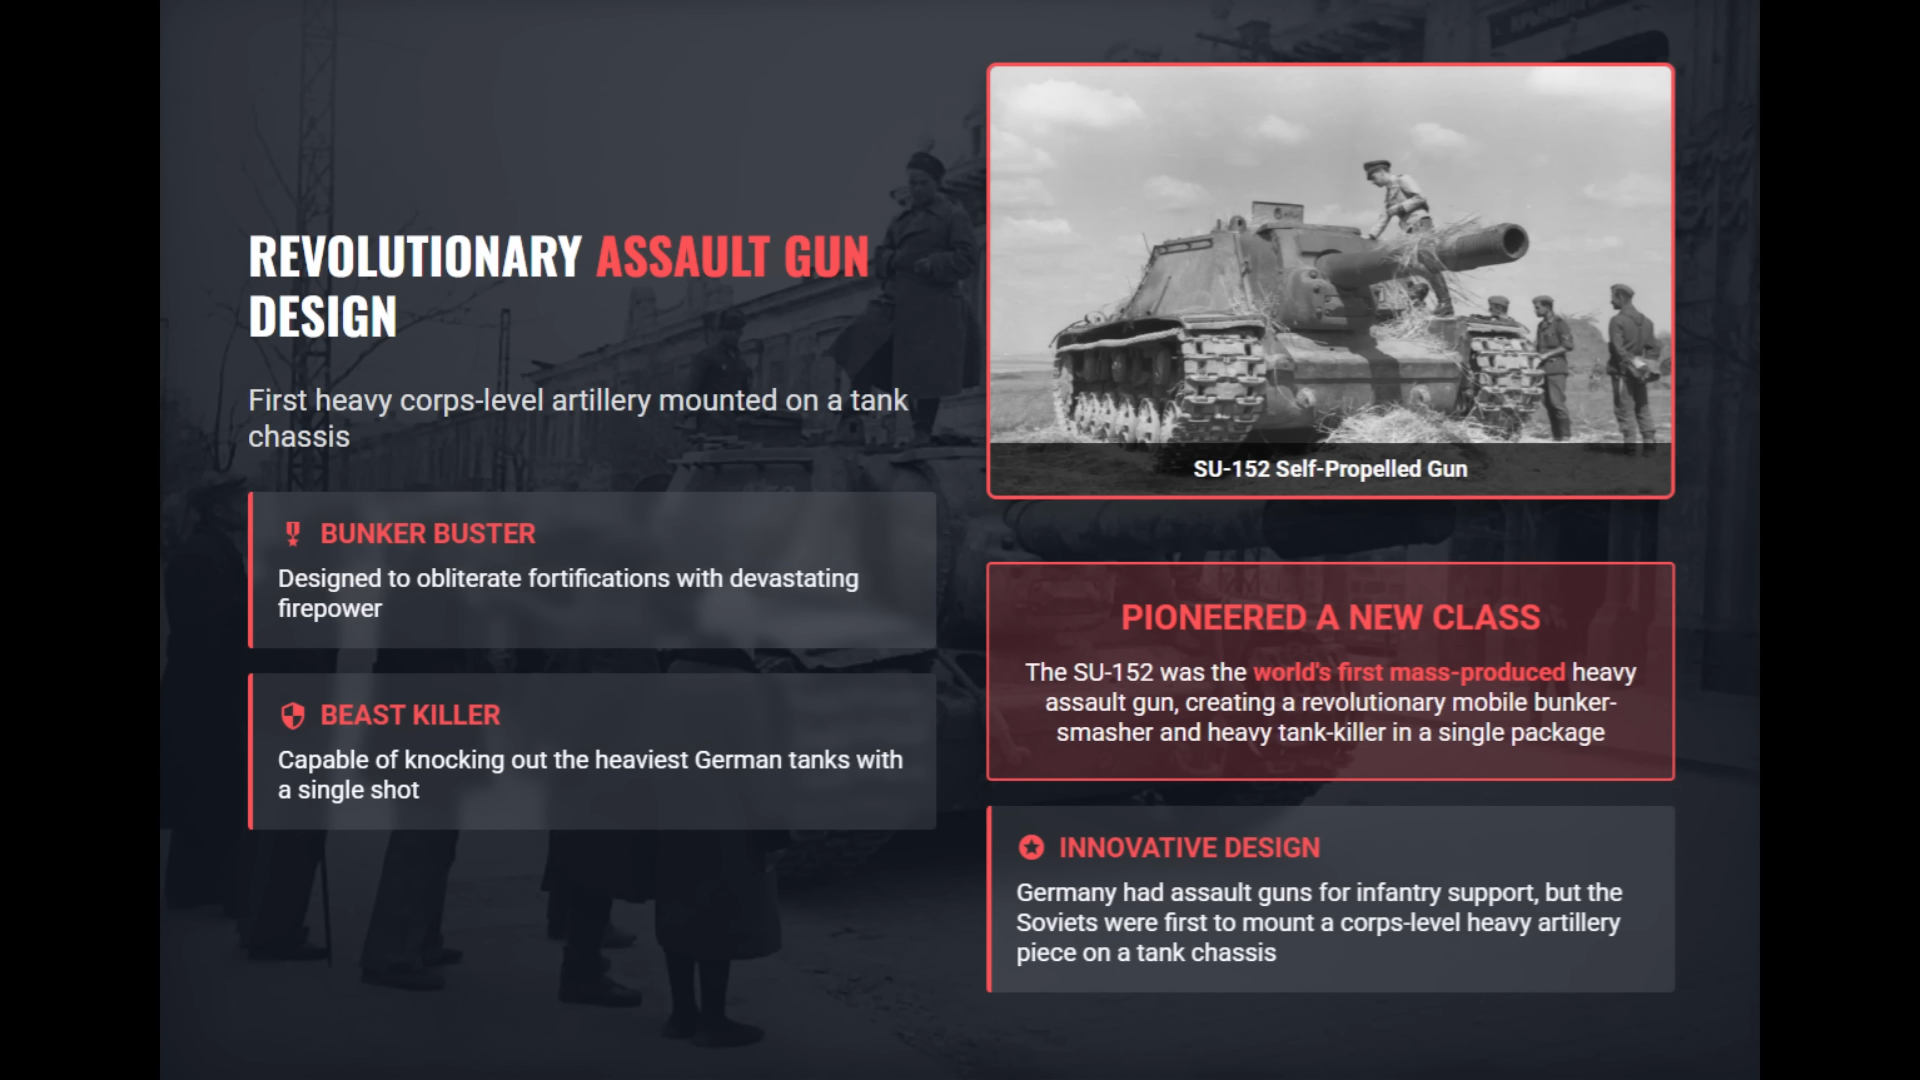 REVOLUTIONARY ASSAULT GUN
DESIGN
First heavy corps-level artillery mounted on a tank
chassis
BUNKER BUSTER
Designed to obliterate fortifications with devastating
firepower
BEAST KILLER
Capable of knocking out the heaviest German tanks with
a single shot
SU-152 Self-Propelled Gun
PIONEERED A NEW CLASS
The SU-152 was the world's first mass-produced heavy
assault gun, creating a revolutionary mobile bunker-
smasher and heavy tank-killer in a single package
INNOVATIVE DESIGN
Germany had assault guns for infantry support, but the
Soviets were first to mount a corps-level heavy artillery
piece on a tank chassis